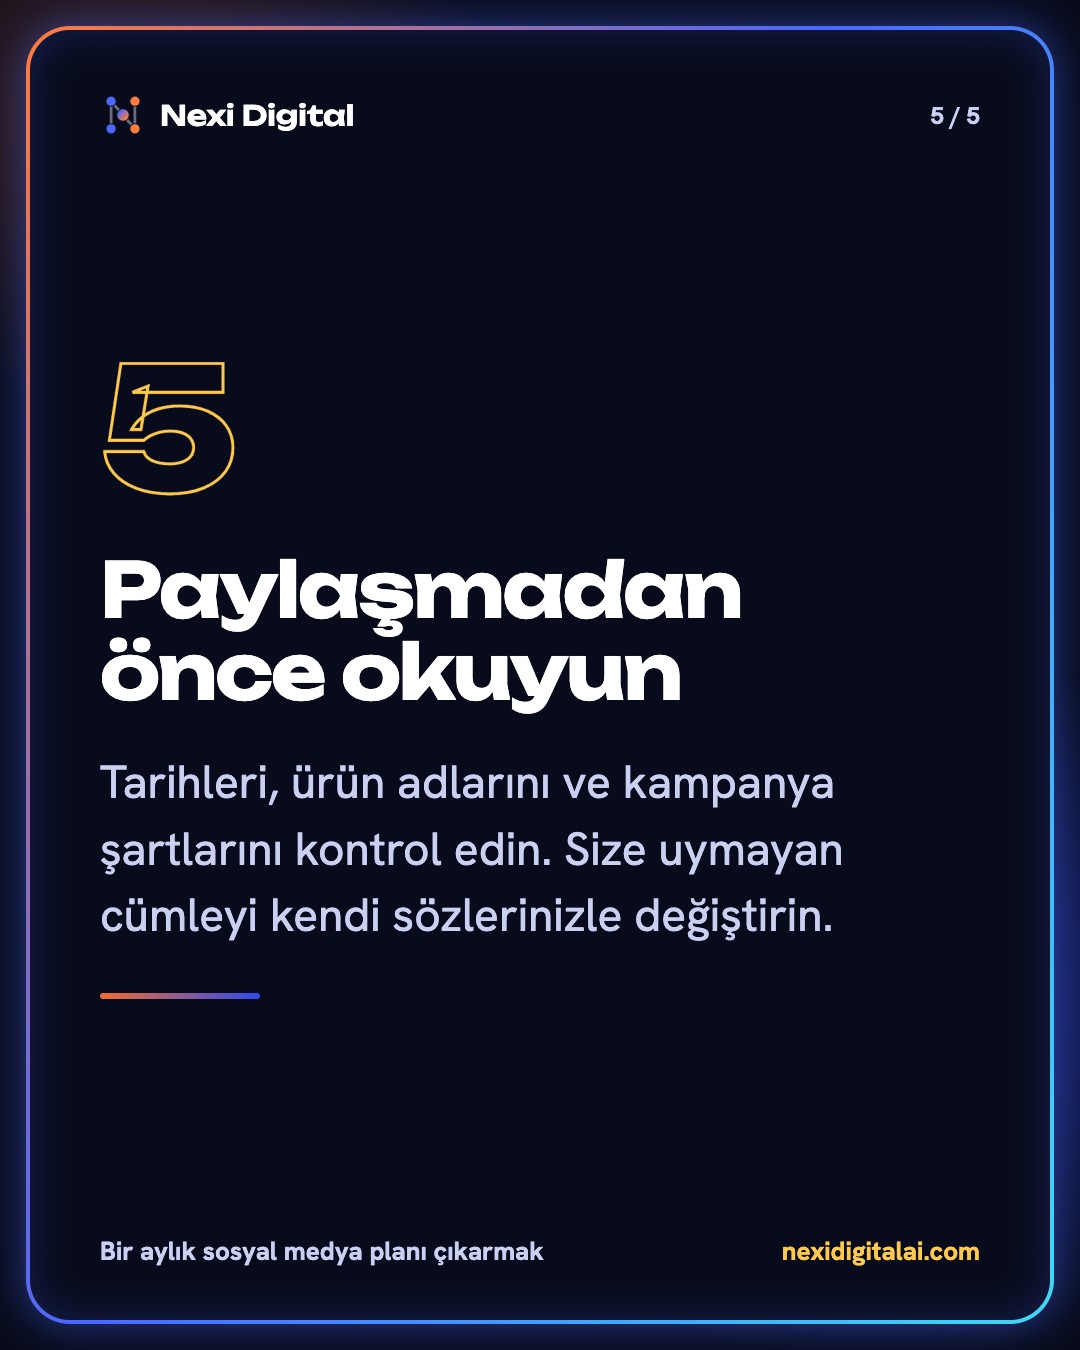 Nexi Digital
5 / 5
5
Paylaşmadan
önce okuyun
Tarihleri, ürün adlarını ve kampanya
şartlarını kontrol edin. Size uymayan
cümleyi kendi sözlerinizle değiştirin.
Bir aylık sosyal medya planı çıkarmak
nexidigitalai.com